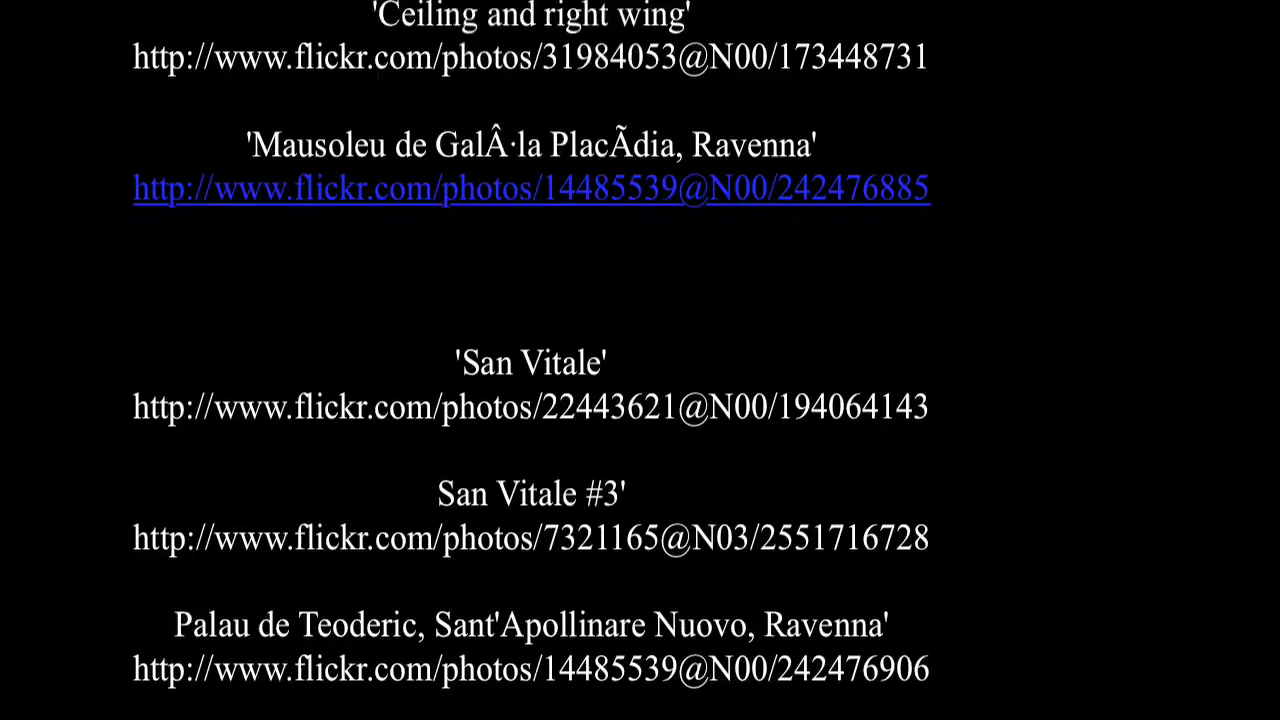 'Ceiling and right wing'
http://www.flickr.com/photos/31984053@N00/173448731
'Mausoleu de GalÂ·la PlacÃdia, Ravenna'
http://www.flickr.com/photos/14485539@N00/242476885
'San Vitale'
http://www.flickr.com/photos/22443621@N00/194064143
San Vitale #3'
http://www.flickr.com/photos/7321165@N03/2551716728
Palau de Teoderic, Sant'Apollinare Nuovo, Ravenna'
http://www.flickr.com/photos/14485539@N00/242476906